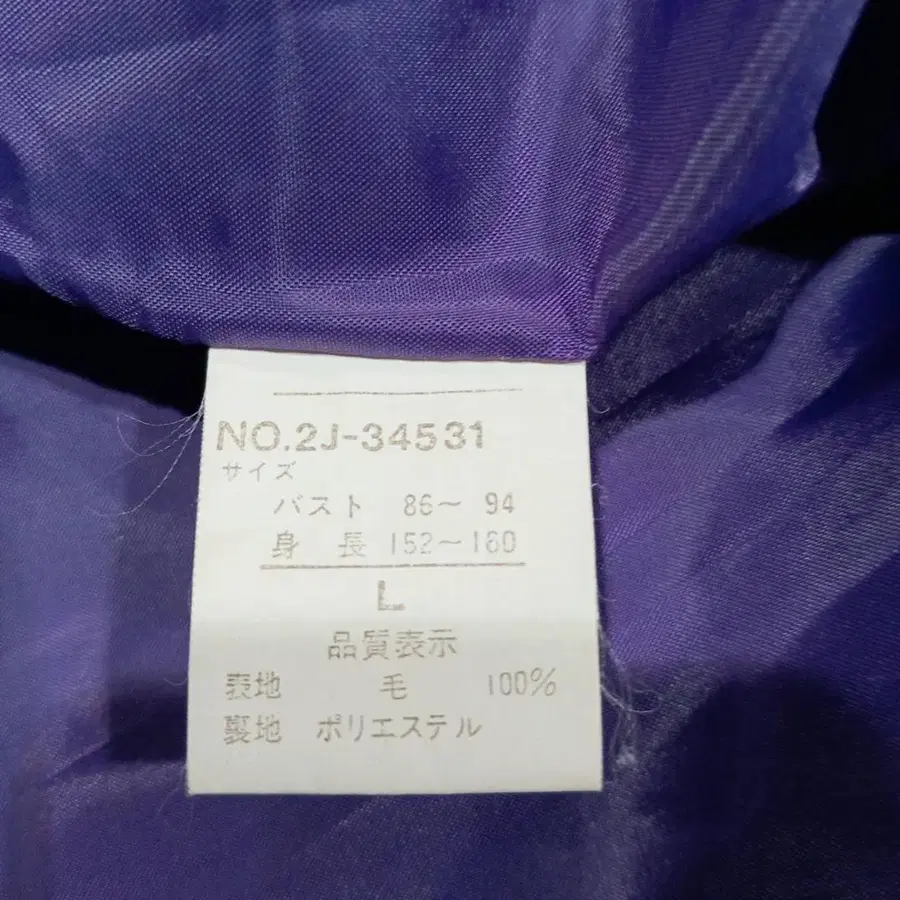 NO.2J-34531
サイズ
バスト 86～ 94
身 長 152～160
L
品質表示
表地 毛 100%
裏地 ポリエステル